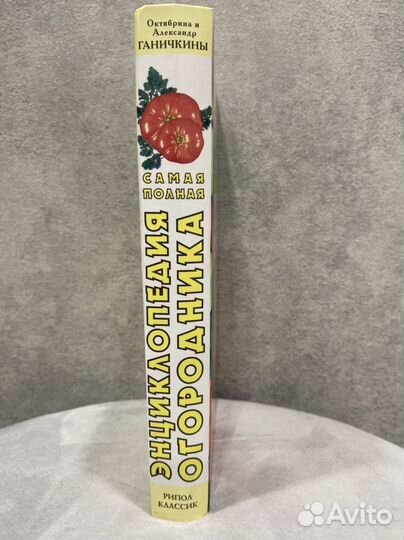 Октябрина и
Александр
ГАНИЧКИНЫ
САМАЯ
ПОЛНАЯ
ЭНЦИКЛОПЕДИЯ
ОГОРОДНИКА
РИПОЛ
КЛАССИК
Avito